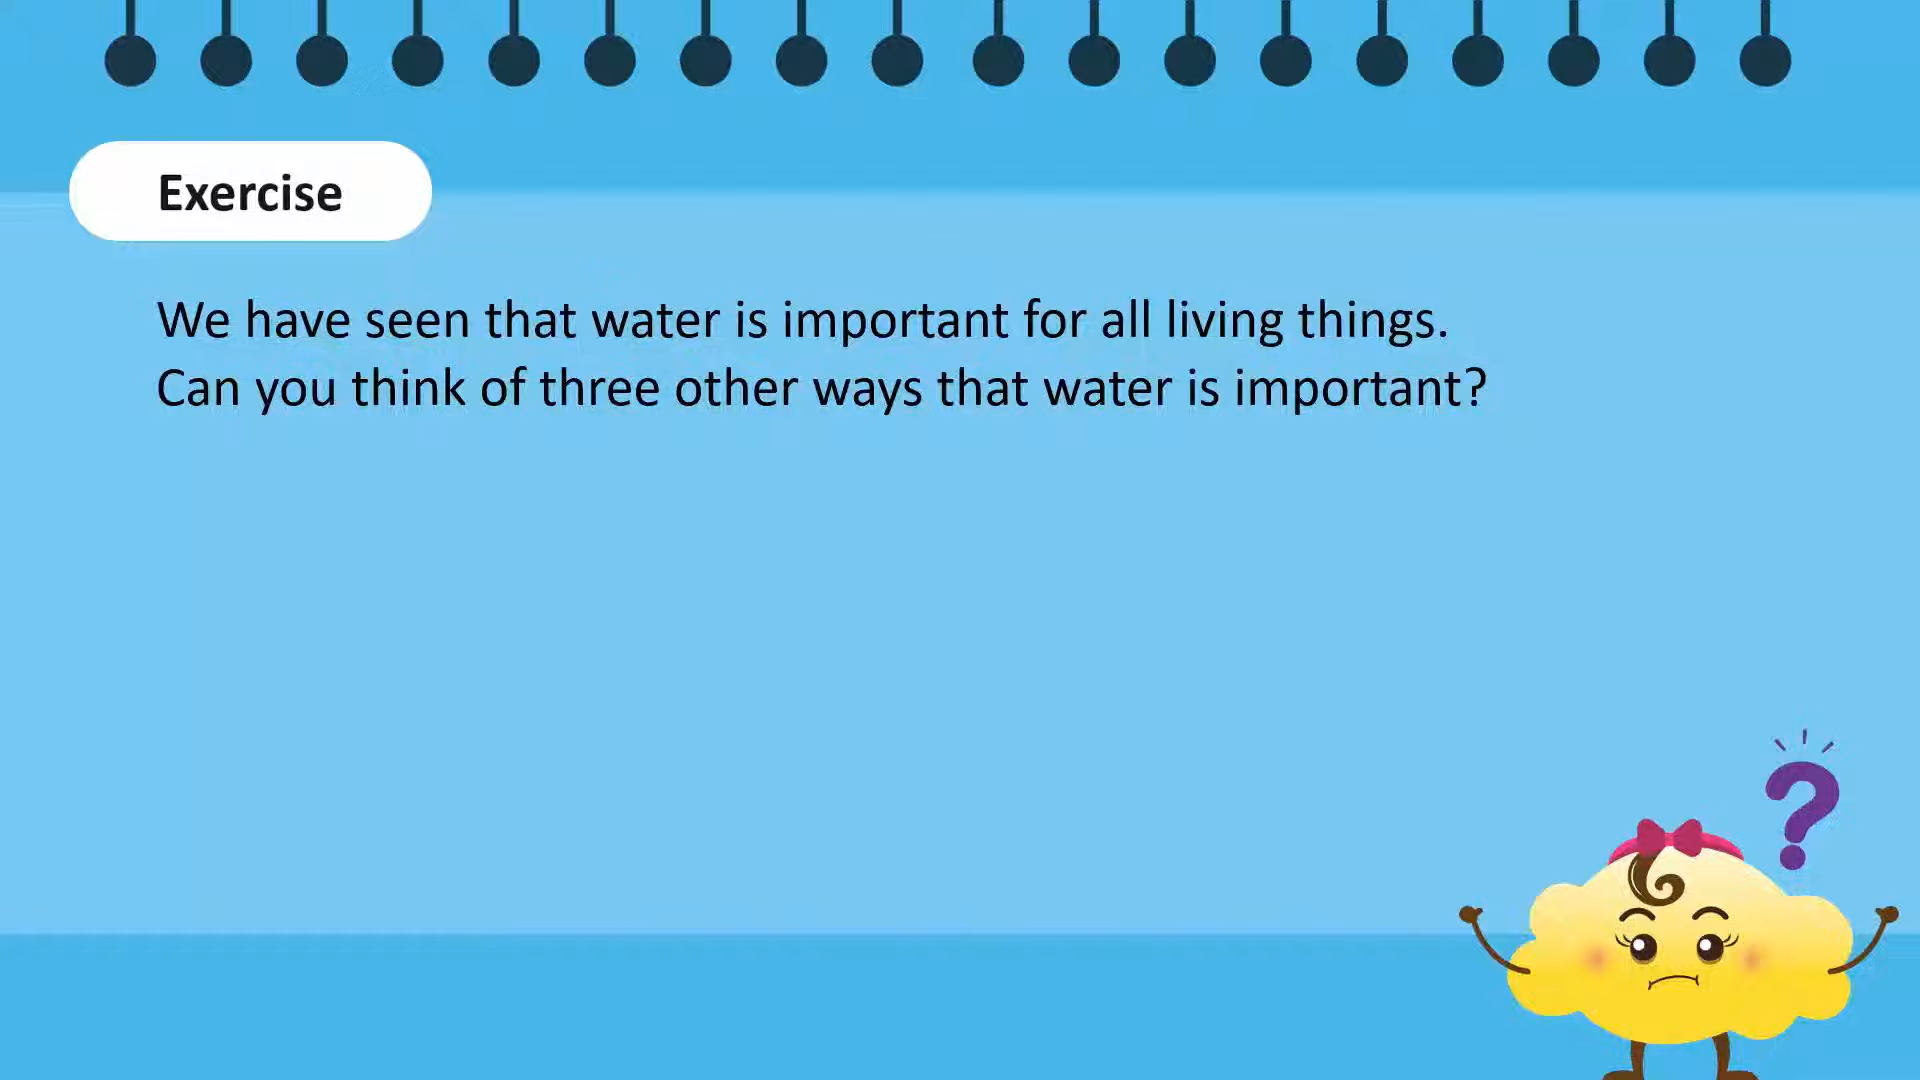 Exercise
We have seen that water is important for all living things.
Can you think of three other ways that water is important?
?